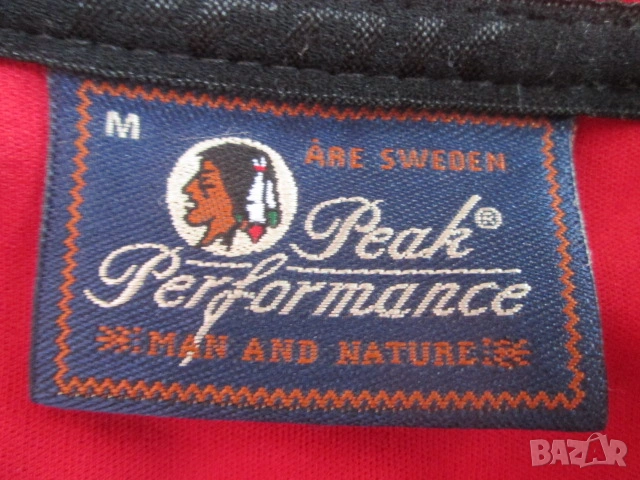 M
ÅRE SWEDEN
Peak®
Performance
MAN AND NATURE
BAZAR